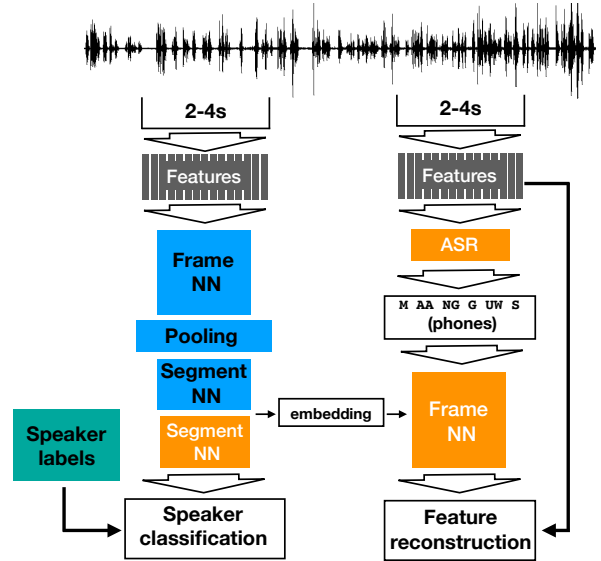 2-4s
Features
Frame
NN
Pooling
Segment
NN
Segment
NN
Speaker
labels
Speaker
classification
embedding
2-4s
Features
ASR
M AA NG G UW S
(phones)
Frame
NN
Feature
reconstruction